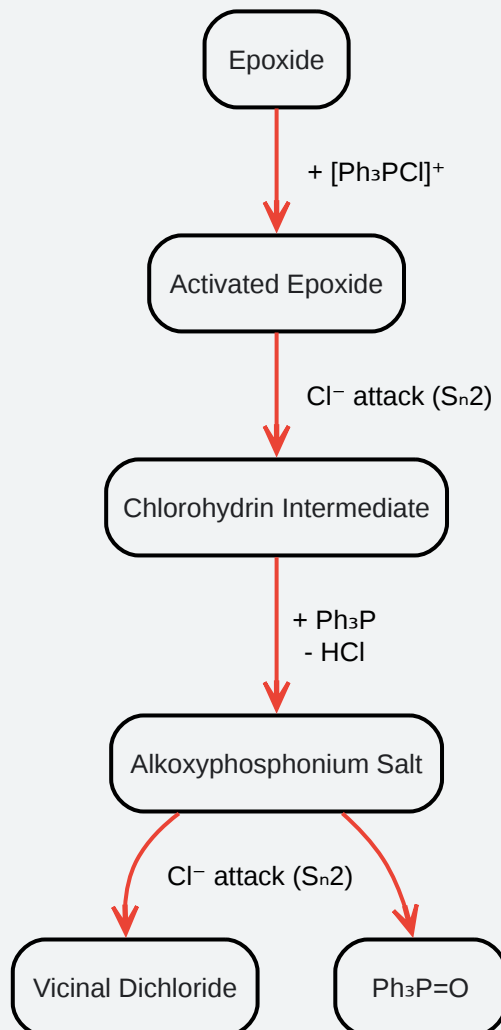 Epoxide
+ [Ph₃PCl]⁺
Activated Epoxide
Cl⁻ attack (Sₙ2)
Chlorohydrin Intermediate
+ Ph₃P
- HCl
Alkoxyphosphonium Salt
Cl⁻ attack (Sₙ2)
Vicinal Dichloride
Ph₃P=O